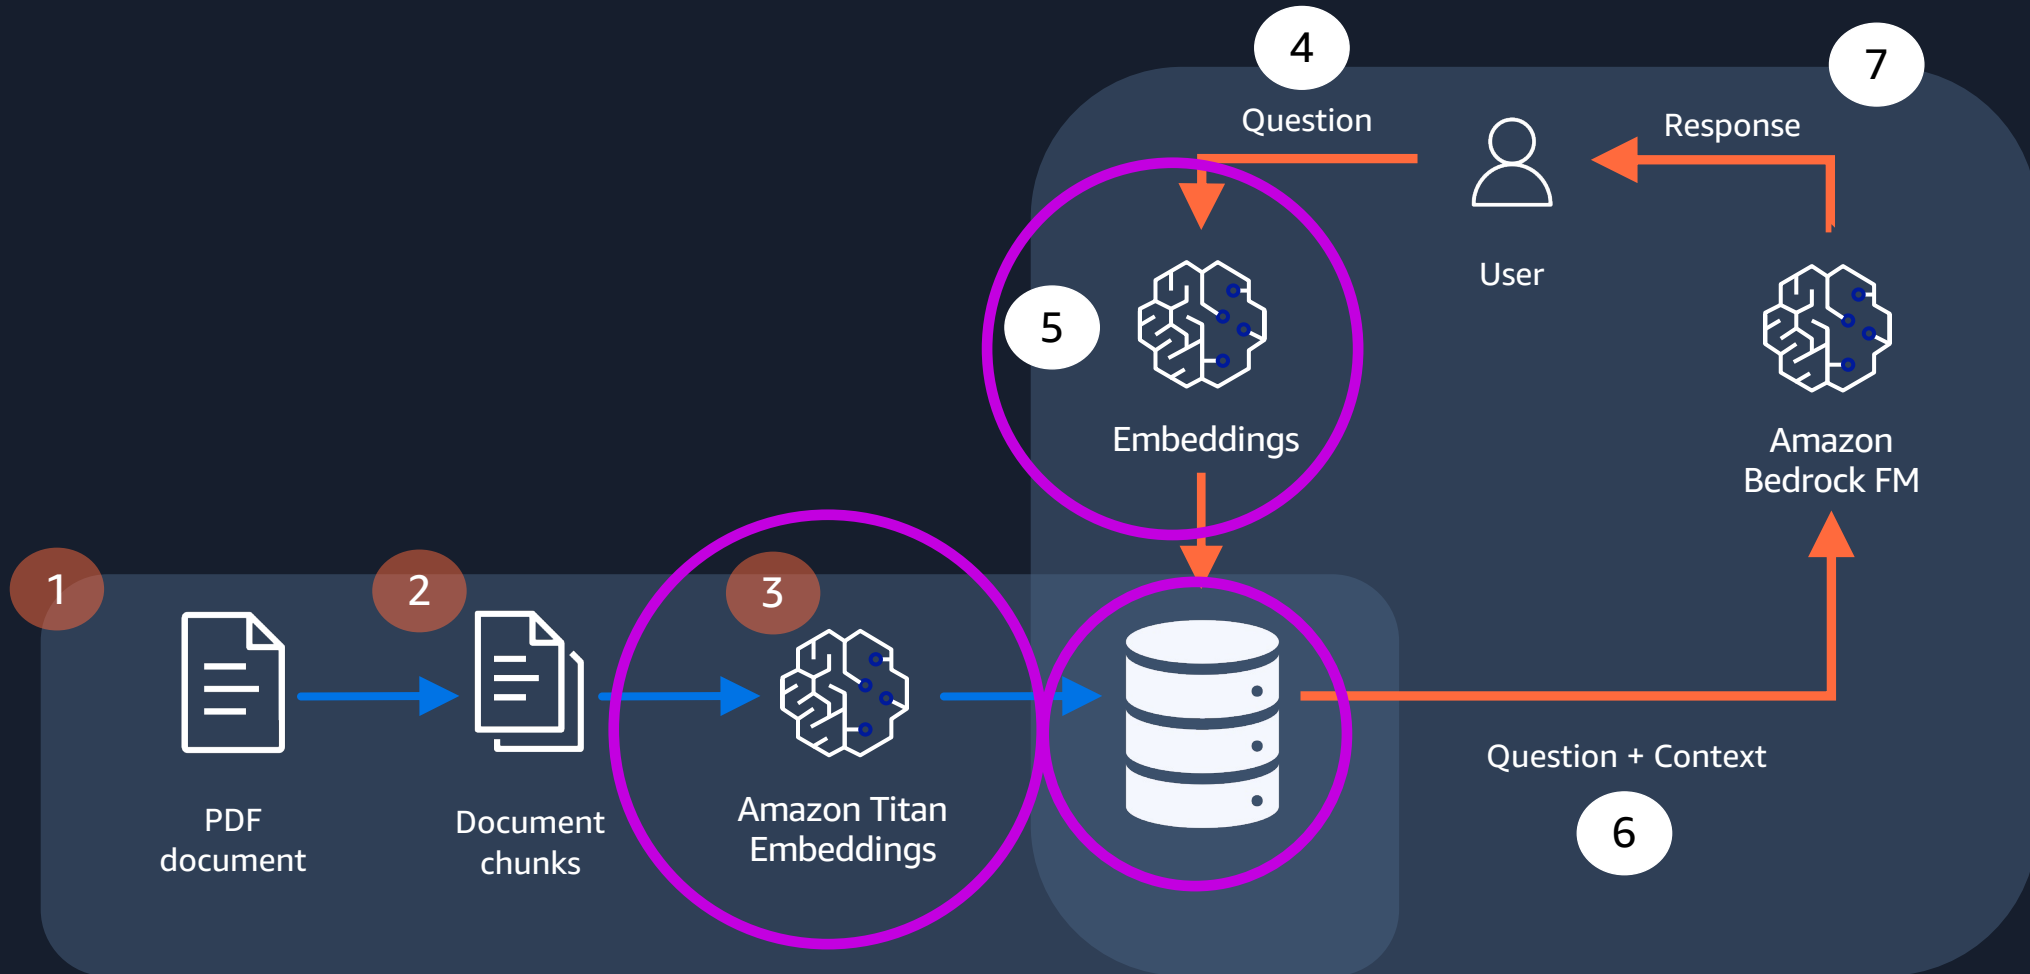 4
7
Question
Response
User
5
Embeddings
Amazon
Bedrock FM
1
2
3
PDF
document
Document
chunks
Amazon Titan
Embeddings
Question + Context
6